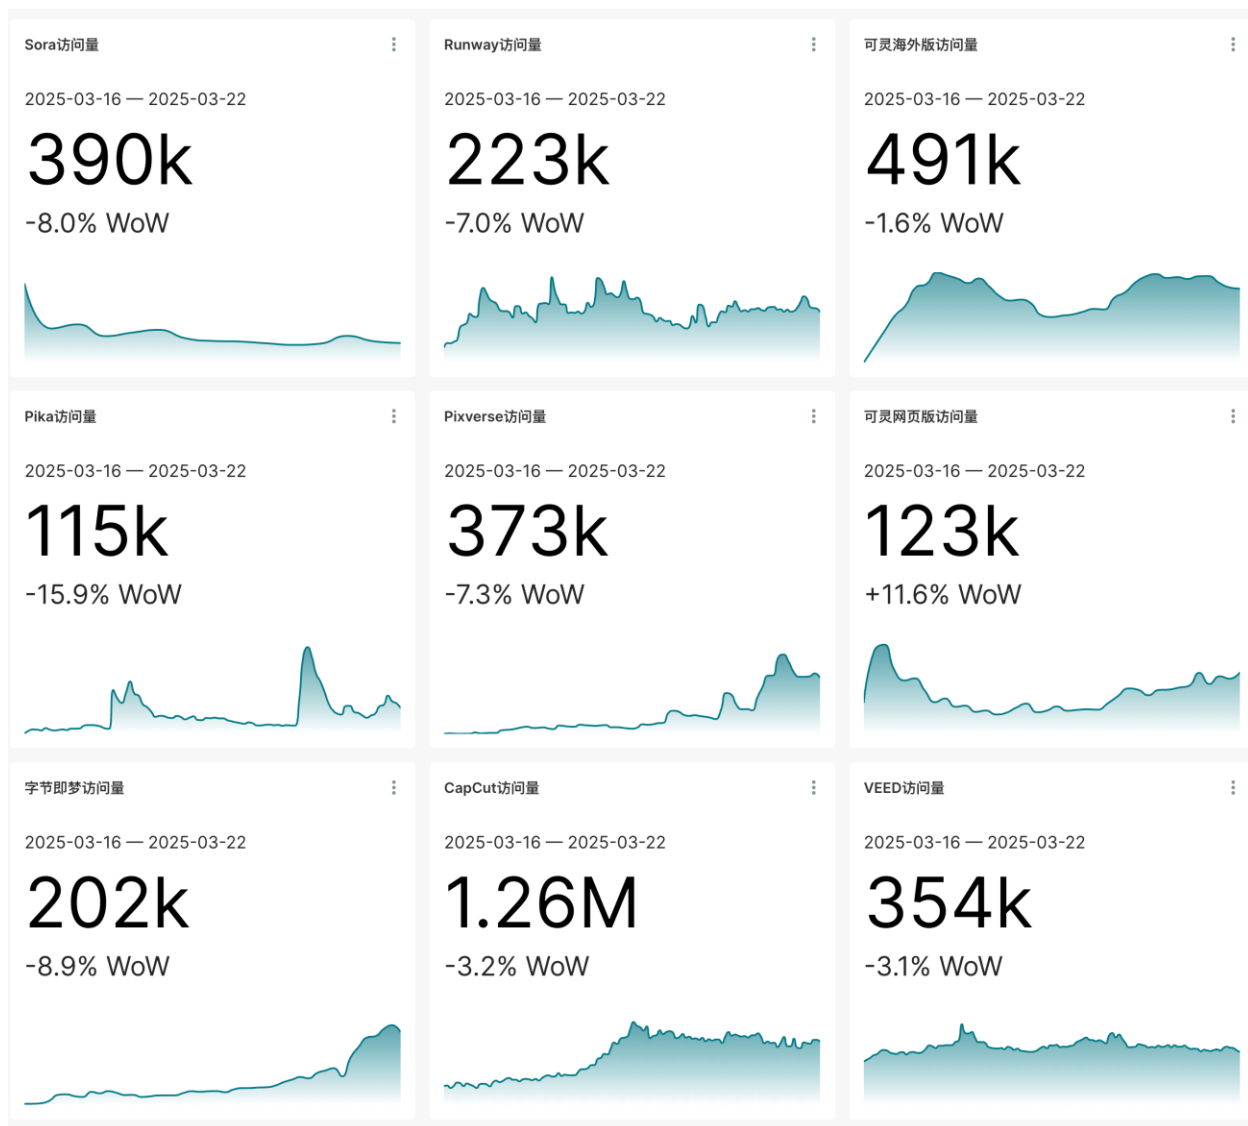 Sora访问量
2025-03-16 — 2025-03-22
390k
-8.0% WoW
Runway访问量
2025-03-16 — 2025-03-22
223k
-7.0% WoW
可灵海外版访问量
2025-03-16 — 2025-03-22
491k
-1.6% WoW
Pika访问量
2025-03-16 — 2025-03-22
115k
-15.9% WoW
Pixverse访问量
2025-03-16 — 2025-03-22
373k
-7.3% WoW
可灵网页版访问量
2025-03-16 — 2025-03-22
123k
+11.6% WoW
字节即梦访问量
2025-03-16 — 2025-03-22
202k
-8.9% WoW
CapCut访问量
2025-03-16 — 2025-03-22
1.26M
-3.2% WoW
VEED访问量
2025-03-16 — 2025-03-22
354k
-3.1% WoW